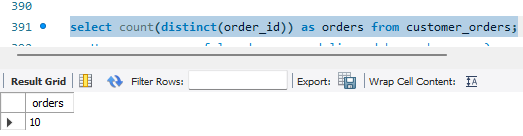 390
391 select count(distinct(order_id)) as orders from customer_orders;
Result Grid Filter Rows: Export: Wrap Cell Content:
orders
10